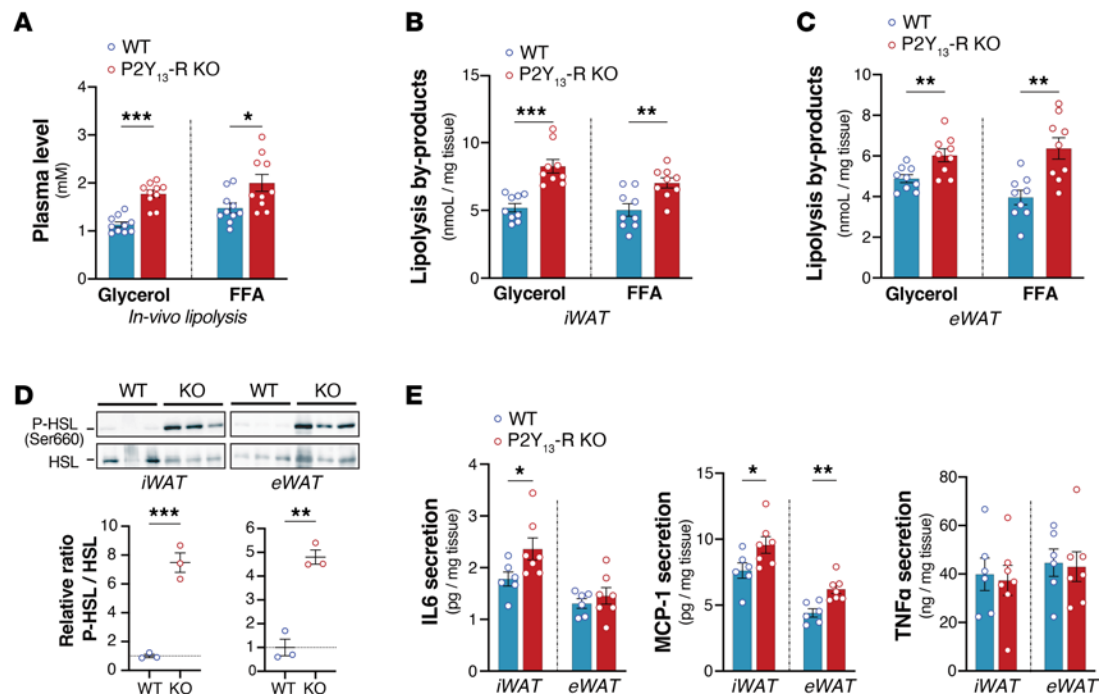 A
WT
P2Y₁₃-R KO
Plasma level
(mM)
4
3
2
1
0
***
*
Glycerol
FFA
In-vivo lipolysis
B
WT
P2Y₁₃-R KO
Lipolysis by-products
(nmoL / mg tissue)
15
10
5
0
***
**
Glycerol
FFA
iWAT
C
WT
P2Y₁₃-R KO
Lipolysis by-products
(nmoL / mg tissue)
10
8
6
4
2
0
**
**
Glycerol
FFA
eWAT
D
WT KO WT KO
P-HSL
(Ser660)
HSL
iWAT eWAT
Relative ratio
P-HSL / HSL
10
8
6
4
2
0
***
WT KO
6
5
4
3
2
1
0
**
WT KO
E
WT
P2Y₁₃-R KO
IL6 secretion
(pg / mg tissue)
4
3
2
1
0
*
iWAT eWAT
MCP-1 secretion
(pg / mg tissue)
15
10
5
0
*
**
iWAT eWAT
TNFα secretion
(ng / mg tissue)
80
60
40
20
0
iWAT eWAT